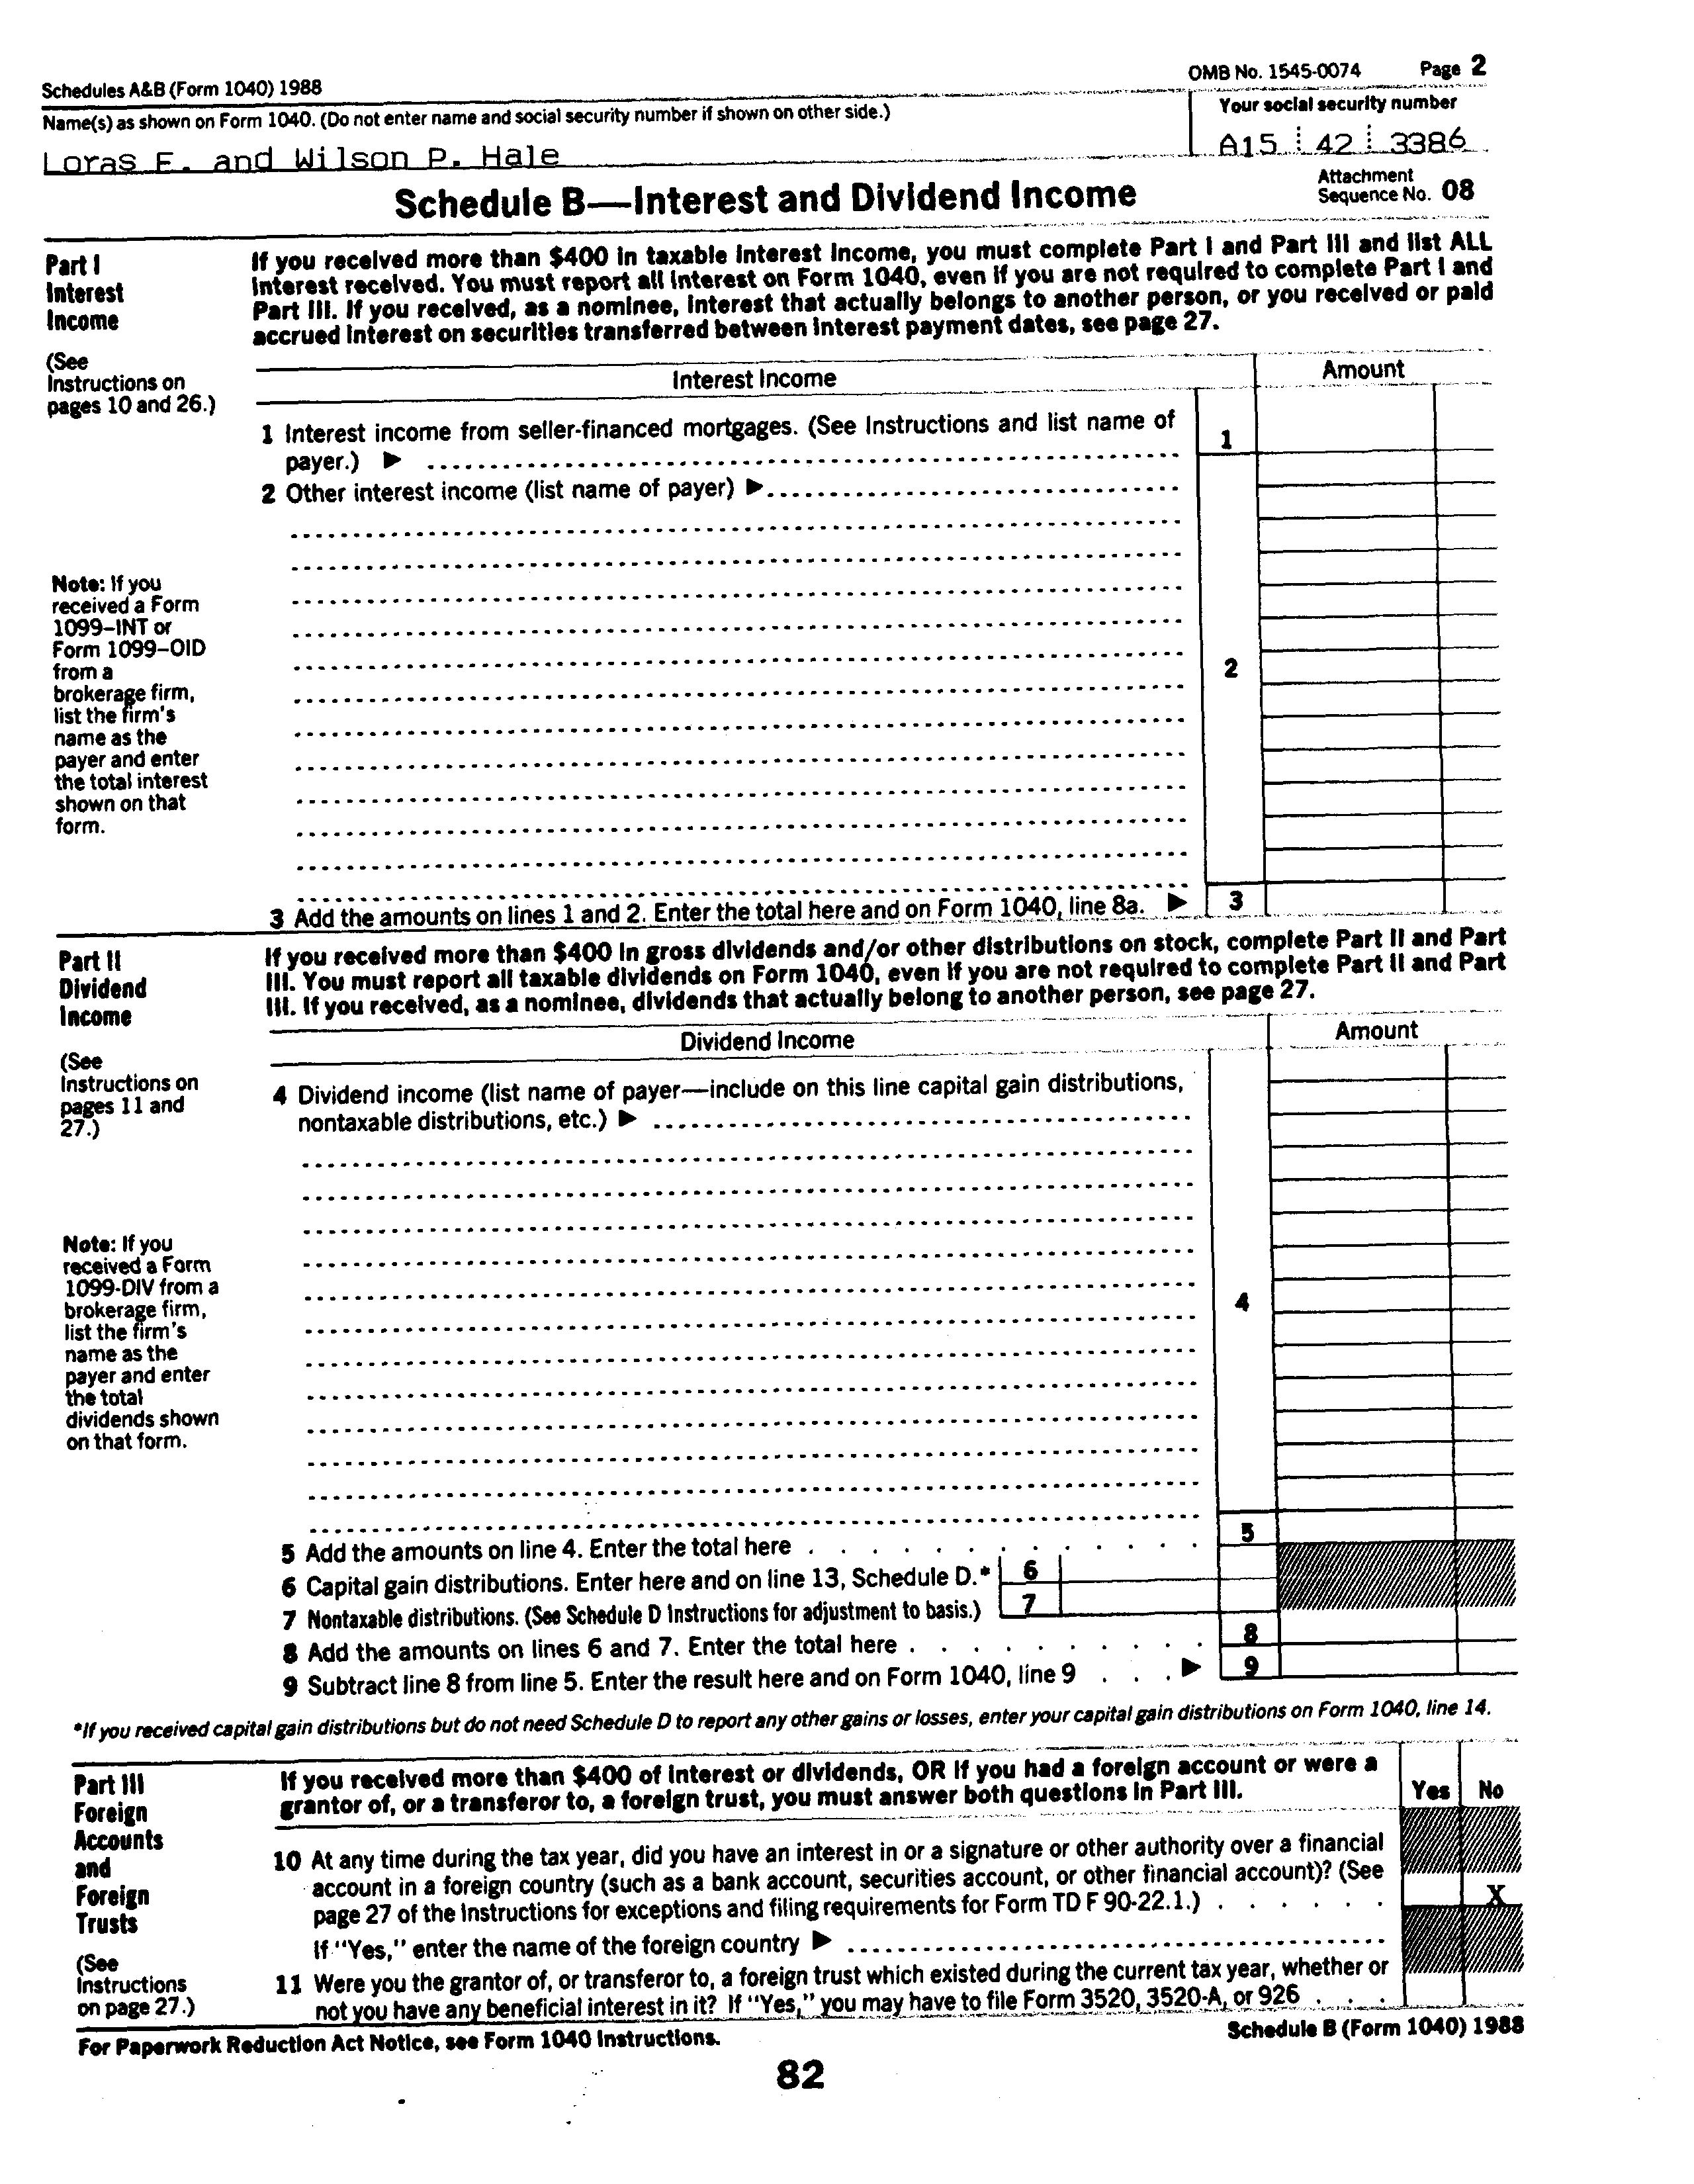 Schedules A&B (Form 1040) 1988
OMB No. 1545-0074 Page 2
Name(s) as shown on Form 1040. (Do not enter name and social security number if shown on other side.)
Your social security number
Loras E. and Wilson P. Hale
A15 42 3386
Schedule B—Interest and Dividend Income
Attachment
Sequence No. 08
Part I
Interest
Income
(See
Instructions on
pages 10 and 26.)
If you received more than $400 in taxable interest income, you must complete Part I and Part III and list ALL
interest received. You must report all interest on Form 1040, even if you are not required to complete Part I and
Part III. If you received, as a nominee, interest that actually belongs to another person, or you received or paid
accrued interest on securities transferred between interest payment dates, see page 27.
Interest Income
Amount
1 Interest income from seller-financed mortgages. (See Instructions and list name of
payer.) ▶
1
2 Other interest income (list name of payer) ▶
2
Note: If you
received a Form
1099–INT or
Form 1099–OID
from a
brokerage firm,
list the firm's
name as the
payer and enter
the total interest
shown on that
form.
3 Add the amounts on lines 1 and 2. Enter the total here and on Form 1040, line 8a. ▶ 3
Part II
Dividend
Income
(See
Instructions on
pages 11 and
27.)
If you received more than $400 in gross dividends and/or other distributions on stock, complete Part II and Part
III. You must report all taxable dividends on Form 1040, even if you are not required to complete Part II and Part
III. If you received, as a nominee, dividends that actually belong to another person, see page 27.
Dividend Income
Amount
4 Dividend income (list name of payer—include on this line capital gain distributions,
nontaxable distributions, etc.) ▶
4
Note: If you
received a Form
1099-DIV from a
brokerage firm,
list the firm's
name as the
payer and enter
the total
dividends shown
on that form.
5 Add the amounts on line 4. Enter the total here . . . . . . . . . . . . 5
6 Capital gain distributions. Enter here and on line 13, Schedule D.* 6
7 Nontaxable distributions. (See Schedule D Instructions for adjustment to basis.) 7
8 Add the amounts on lines 6 and 7. Enter the total here . . . . . . . . . . 8
9 Subtract line 8 from line 5. Enter the result here and on Form 1040, line 9 . . . ▶ 9
*If you received capital gain distributions but do not need Schedule D to report any other gains or losses, enter your capital gain distributions on Form 1040, line 14.
Part III
Foreign
Accounts
and
Foreign
Trusts
(See
Instructions
on page 27.)
If you received more than $400 of interest or dividends, OR if you had a foreign account or were a
grantor of, or a transferor to, a foreign trust, you must answer both questions in Part III.
Yes No
10 At any time during the tax year, did you have an interest in or a signature or other authority over a financial
account in a foreign country (such as a bank account, securities account, or other financial account)? (See
page 27 of the Instructions for exceptions and filing requirements for Form TD F 90-22.1.) . . . . . . X
If "Yes," enter the name of the foreign country ▶
11 Were you the grantor of, or transferor to, a foreign trust which existed during the current tax year, whether or
not you have any beneficial interest in it? If "Yes," you may have to file Form 3520, 3520-A, or 926 . . .
For Paperwork Reduction Act Notice, see Form 1040 Instructions.
Schedule B (Form 1040) 1988
82